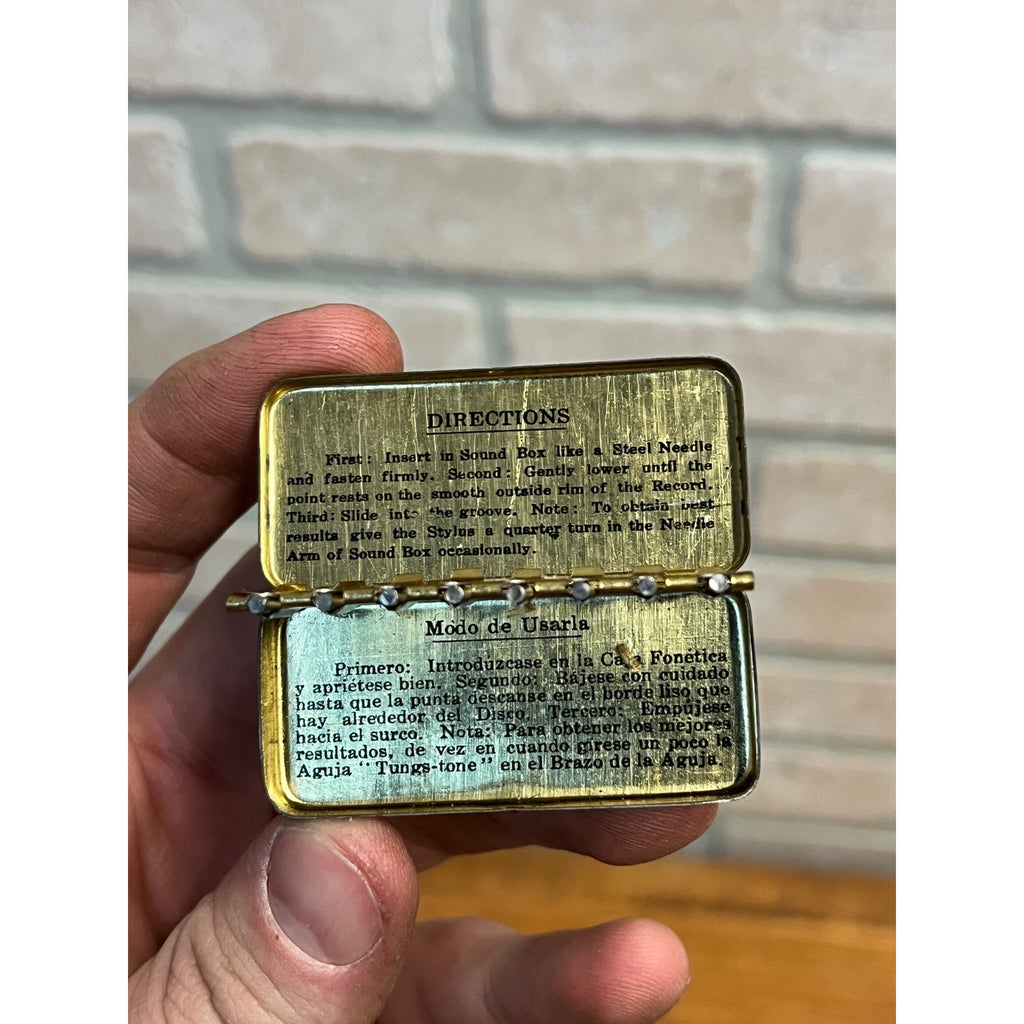 DIRECTIONS
First: Insert in Sound Box like a Steel Needle
and fasten firmly. Second: Gently lower until the
point rests on the smooth outside rim of the Record.
Third: Slide into the groove. Note: To obtain best
results give the Stylus a quarter turn in the Needle
Arm of Sound Box occasionally.
Modo de Usarla
Primero: Introdúzcase en la Caja Fonética
y apriétese bien. Segundo: Bájese con cuidado
hasta que la punta descanse en el borde liso que
hay alrededor del Disco. Tercero: Empújese
hacia el surco. Nota: Para obtener los mejores
resultados, de vez en cuando gírese un poco la
Aguja "Tungs-tone" en el Brazo de la Aguja.